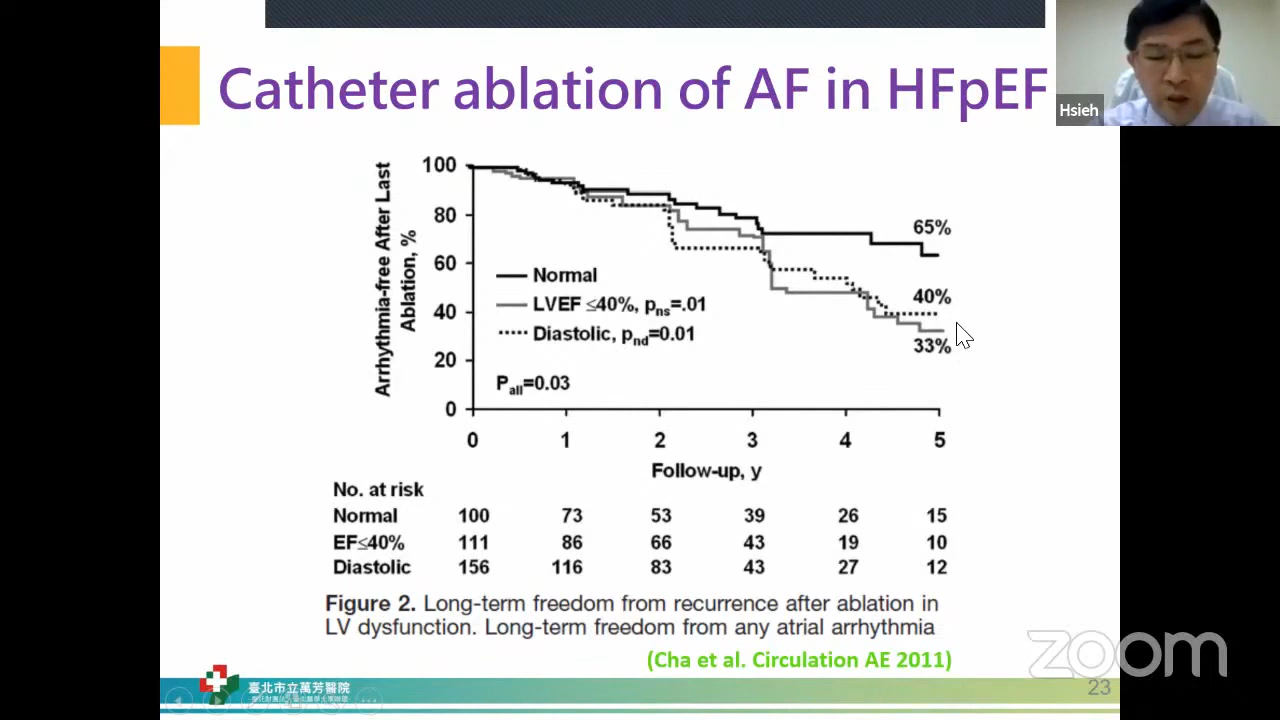 Catheter ablation of AF in HFpEF
Hsieh
Arrhythmia-free After Last
Ablation, %
100
80
60
40
20
0
65%
40%
33%
Normal
LVEF ≤40%, pns=.01
Diastolic, pnd=0.01
Pall=0.03
0 1 2 3 4 5
Follow-up, y
No. at risk
Normal 100 73 53 39 26 15
EF≤40% 111 86 66 43 19 10
Diastolic 156 116 83 43 27 12
Figure 2. Long-term freedom from recurrence after ablation in
LV dysfunction. Long-term freedom from any atrial arrhythmia
(Cha et al. Circulation AE 2011)
zoom
23
臺北市立萬芳醫院